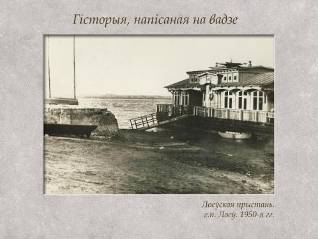 Гісторыя, напісаная на вадзе
Лоеўская прыстань.
г.п. Лоеў. 1950-я гг.